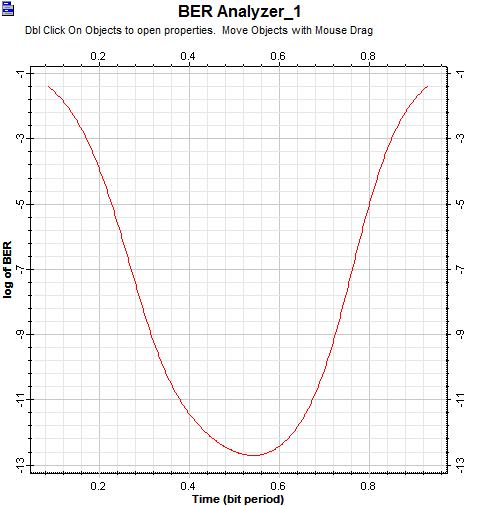 BER Analyzer_1
Dbl Click On Objects to open properties.  Move Objects with Mouse Drag
0.2 0.4 0.6 0.8
-1 -1
-3 -3
-5 -5
-7 -7
-9 -9
-11 -11
-13 -13
log of BER
0.2 0.4 0.6 0.8
Time (bit period)